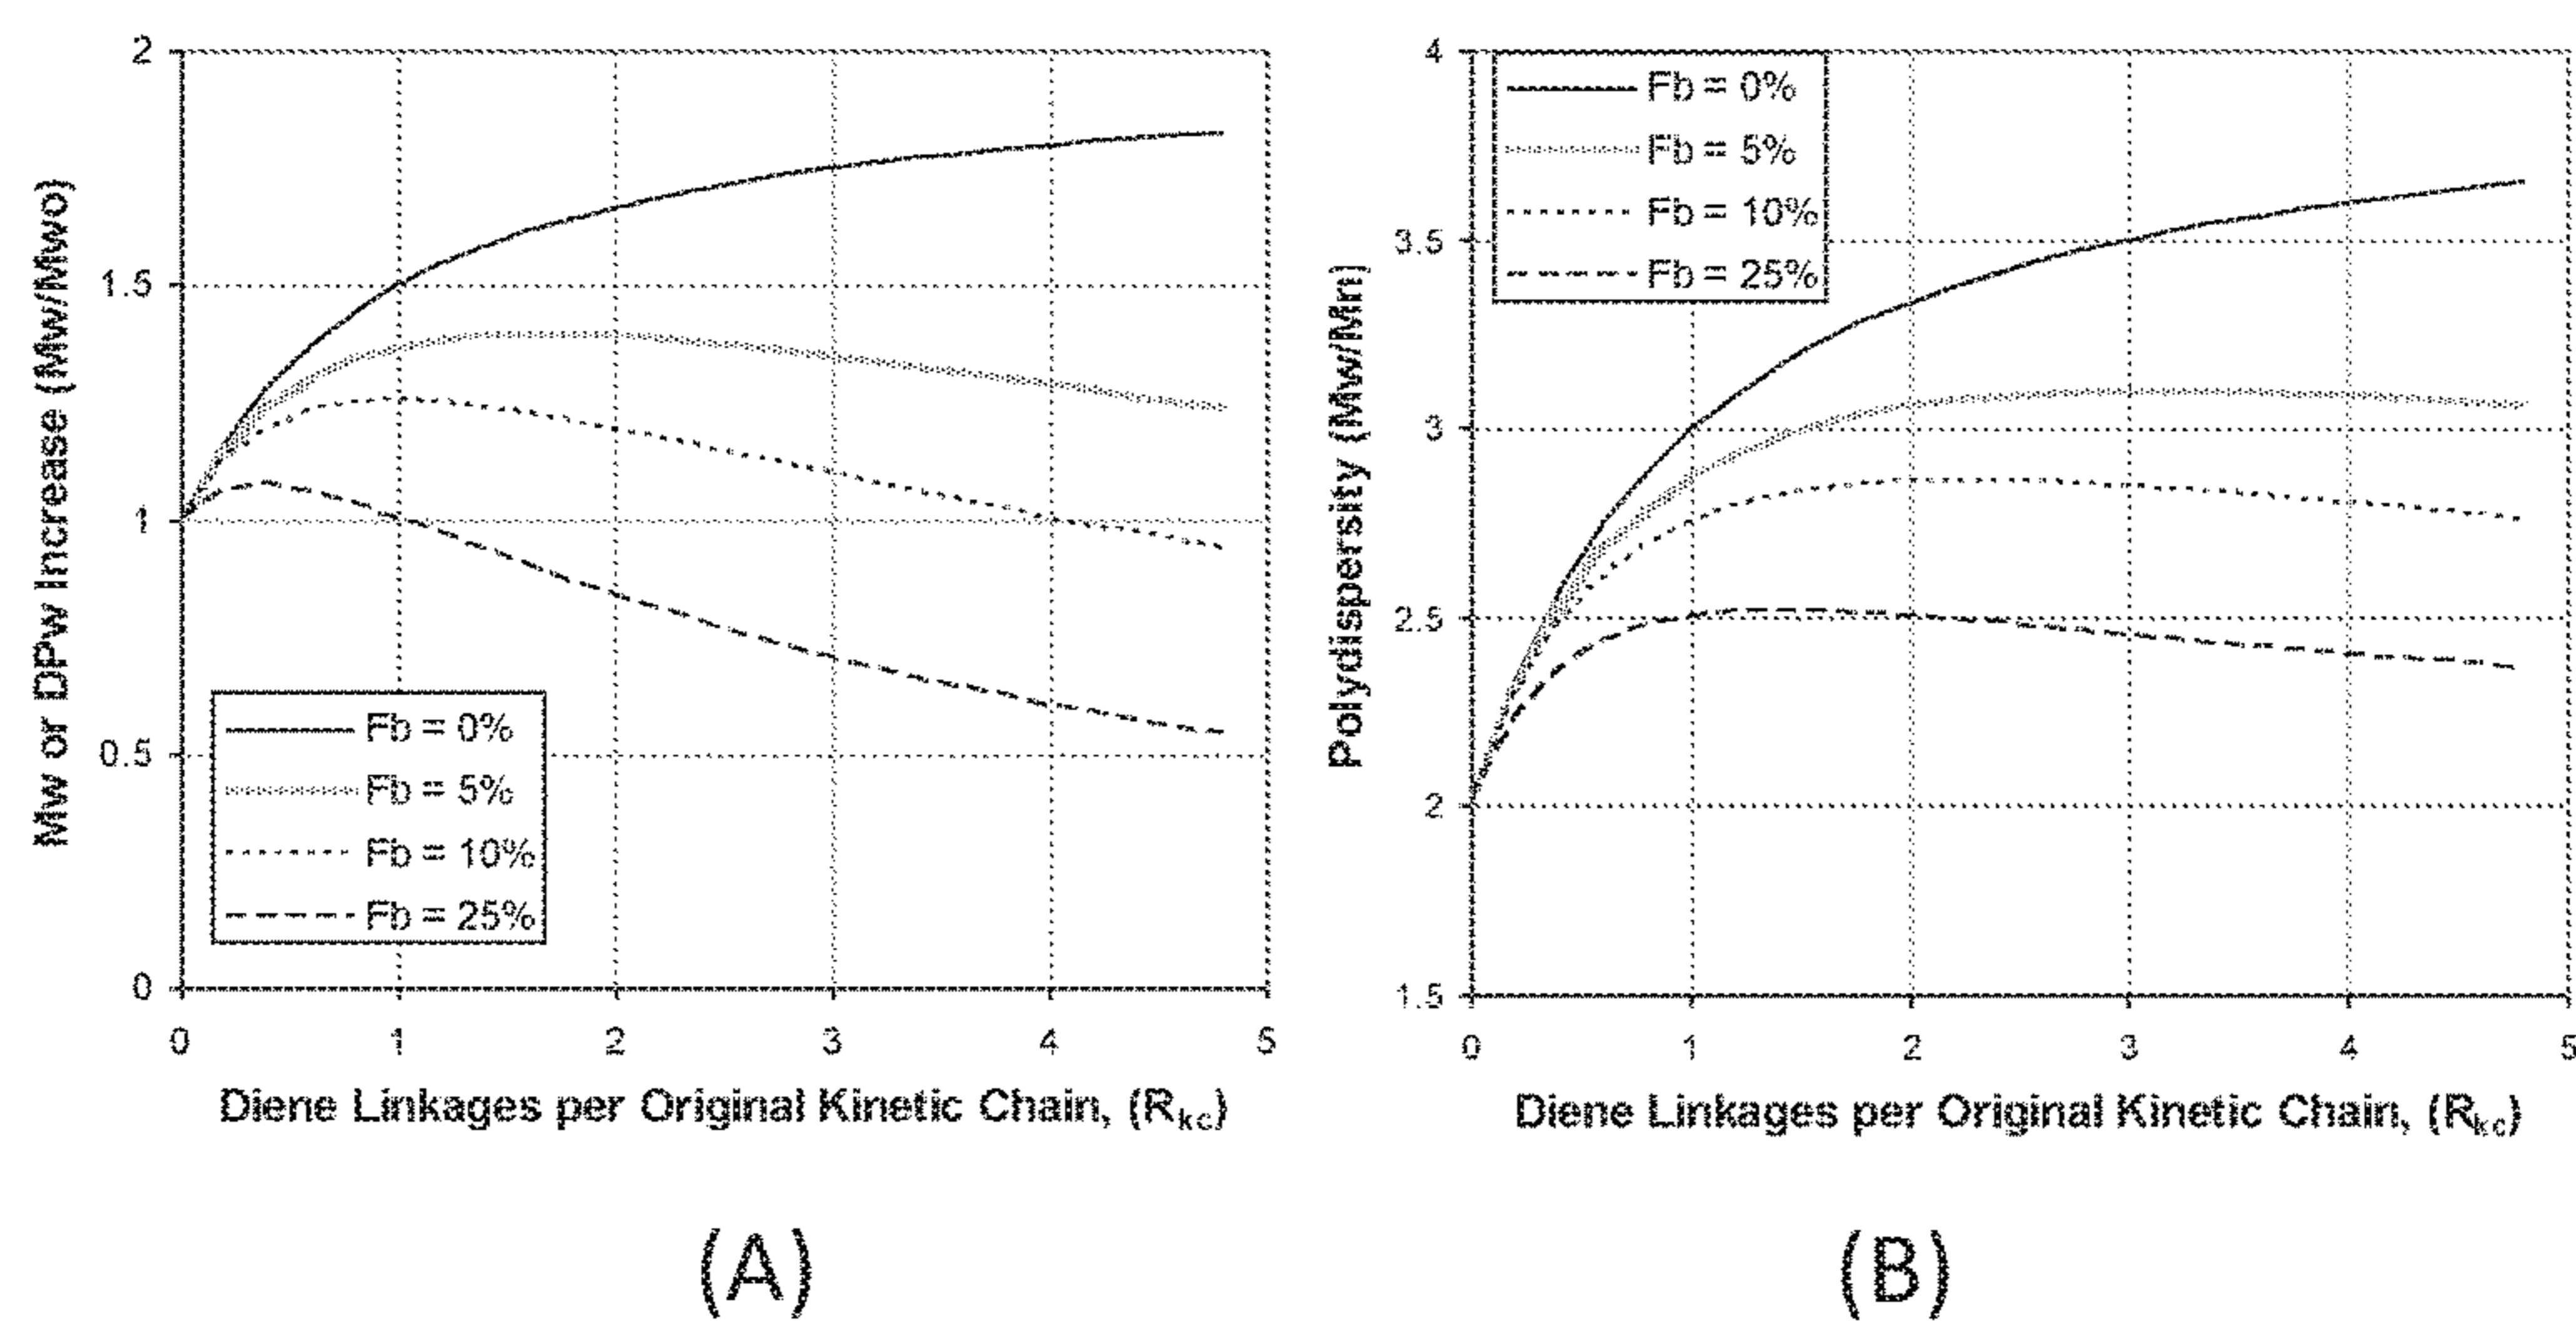 Mw or DPw Increase (Mw/Mwo)
2
1.5
1
0.5
0
Fb = 0%
Fb = 5%
Fb = 10%
Fb = 25%
0 1 2 3 4 5
Diene Linkages per Original Kinetic Chain, (Rkc)
(A)
Polydispersity (Mw/Mn)
4
3.5
3
2.5
2
1.5
Fb = 0%
Fb = 5%
Fb = 10%
Fb = 25%
0 1 2 3 4 5
Diene Linkages per Original Kinetic Chain, (Rkc)
(B)